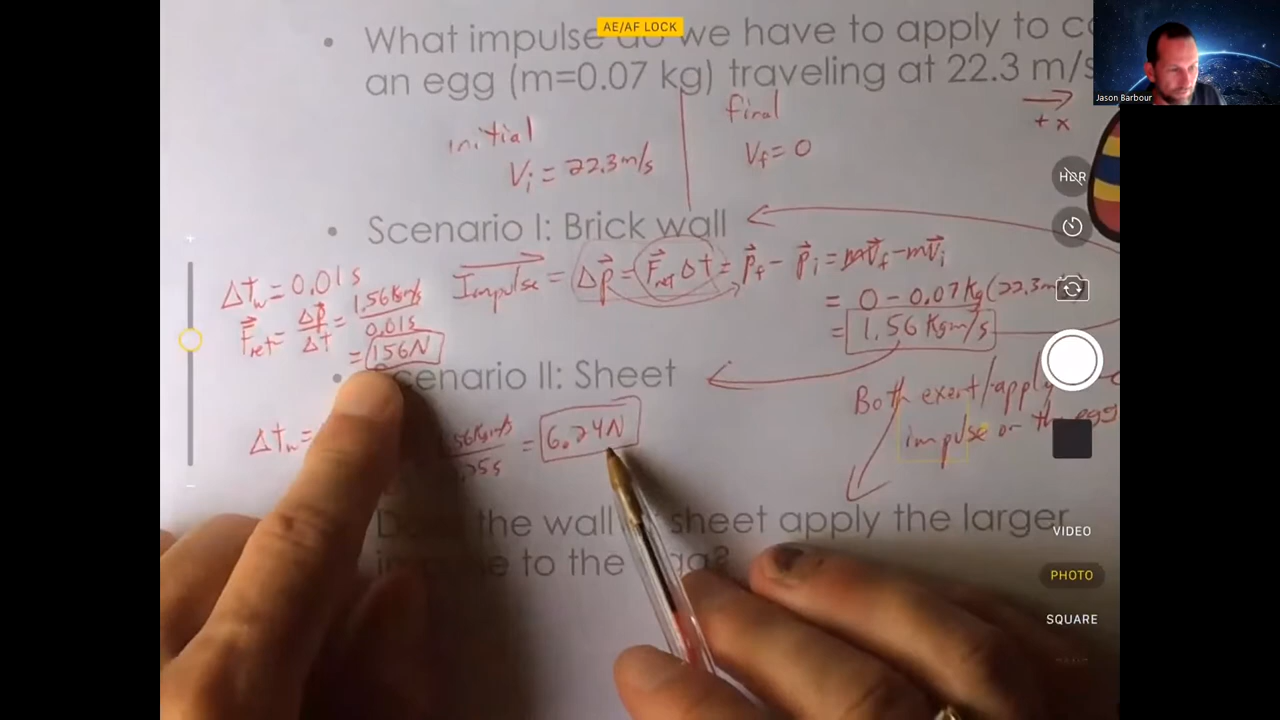 AE/AF LOCK
• What impulse do we have to apply to
an egg (m=0.07 kg) traveling at 22.3 m/s
Jason Barbour
initial
final
+x
Vi = 22.3 m/s
Vf = 0
HDR
• Scenario I: Brick wall
Δtw = 0.01s
Impulse = Δp = Fnet Δt = pf - pi = mvf - mvi
Fnet = Δp/Δt = 1.56 Kgm/s / 0.01s
= 0 - 0.07 Kg (22.3
= 156N
= 1.56 Kgm/s
Scenario II: Sheet
Both exert/apply
impulse on the egg
Δtw =
= 6.24N
the wall sheet apply the larger
to the
VIDEO
PHOTO
SQUARE